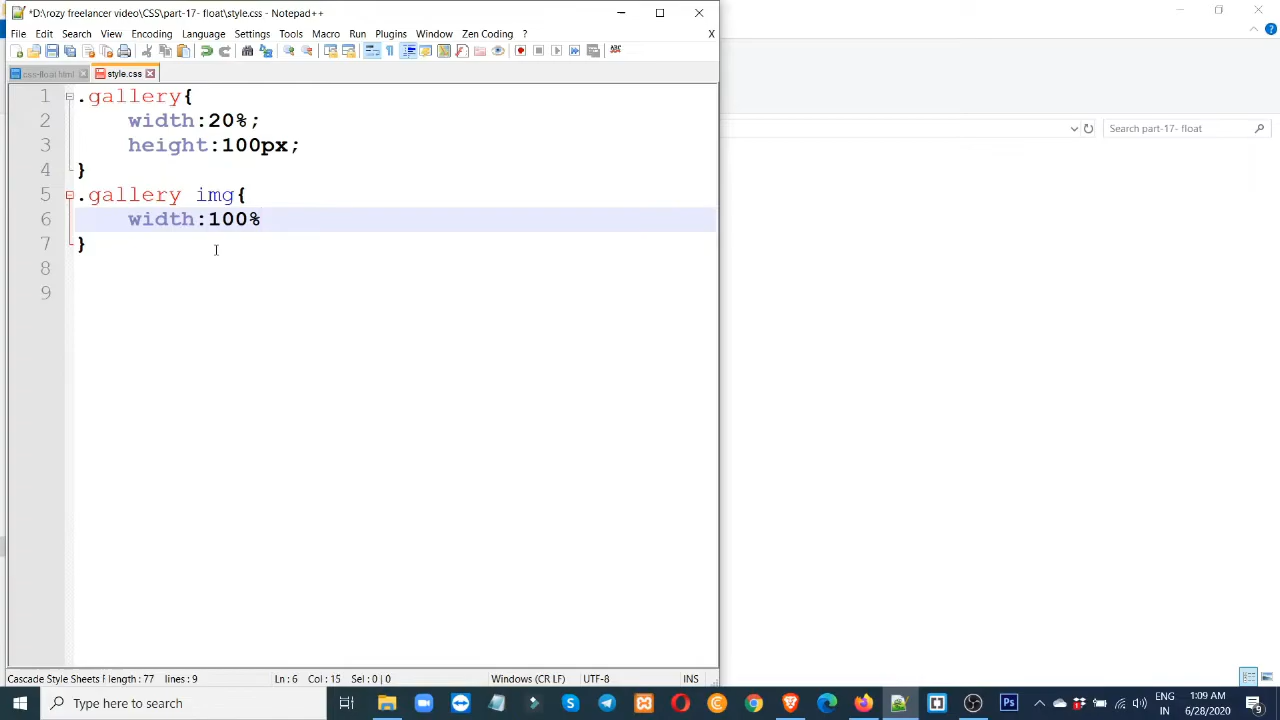 *D:\rozy freelancer video\CSS\part-17- float\style.css - Notepad++
File Edit Search View Encoding Language Settings Tools Macro Run Plugins Window Zen Coding ? X
css-float.html style.css
1 .gallery{
2 width:20%;
3 height:100px;
4 }
5 .gallery img{
6 width:100%
7 }
8
9
Search part-17- float
Cascade Style Sheets F length : 77 lines : 9 Ln : 6 Col : 15 Sel : 0 | 0 Windows (CR LF) UTF-8 INS
Type here to search
ENG 1:09 AM
IN 6/28/2020